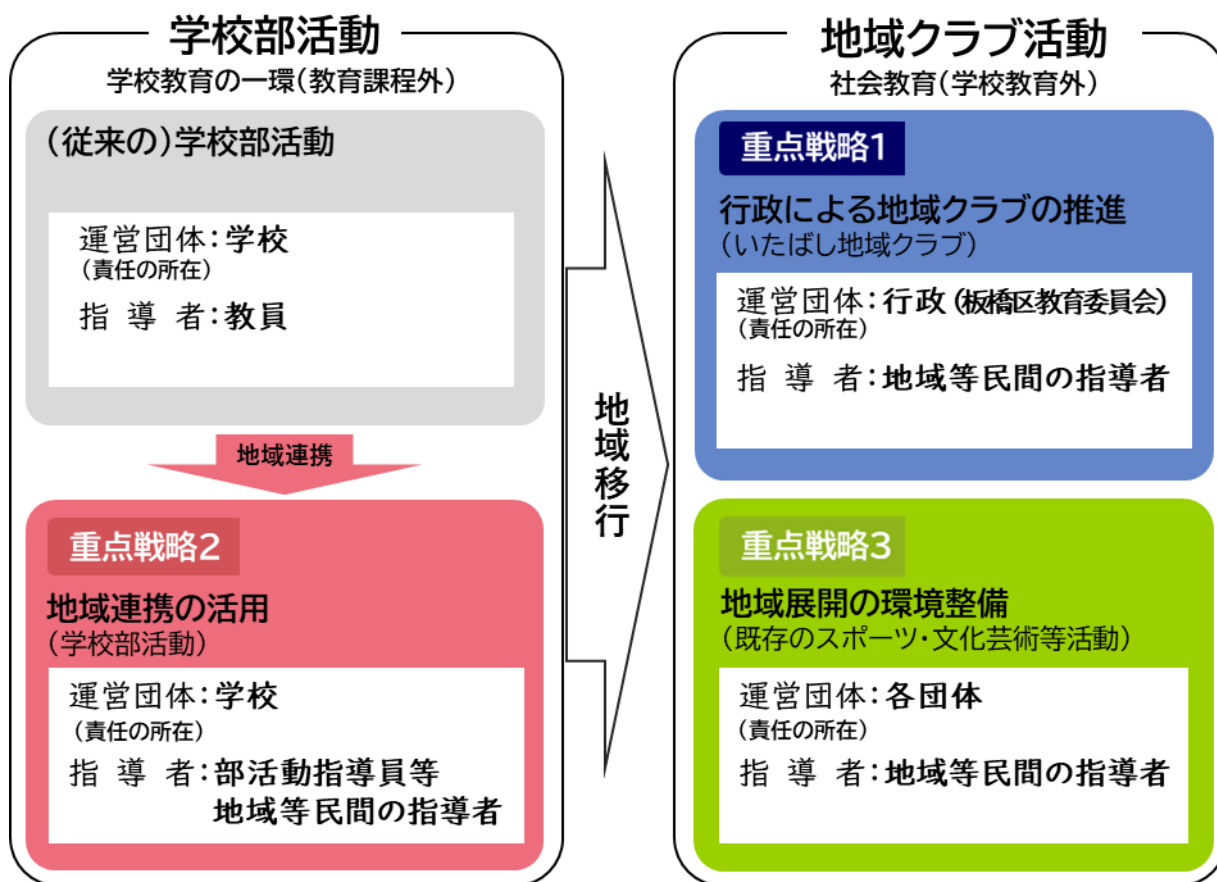 学校部活動
学校教育の一環(教育課程外)
(従来の)学校部活動
運営団体:学校
(責任の所在)
指導者:教員
地域連携
重点戦略2
地域連携の活用
(学校部活動)
運営団体:学校
(責任の所在)
指導者:部活動指導員等
地域等民間の指導者
地域移行
地域クラブ活動
社会教育(学校教育外)
重点戦略1
行政による地域クラブの推進
(いたばし地域クラブ)
運営団体:行政(板橋区教育委員会)
(責任の所在)
指導者:地域等民間の指導者
重点戦略3
地域展開の環境整備
(既存のスポーツ・文化芸術等活動)
運営団体:各団体
(責任の所在)
指導者:地域等民間の指導者